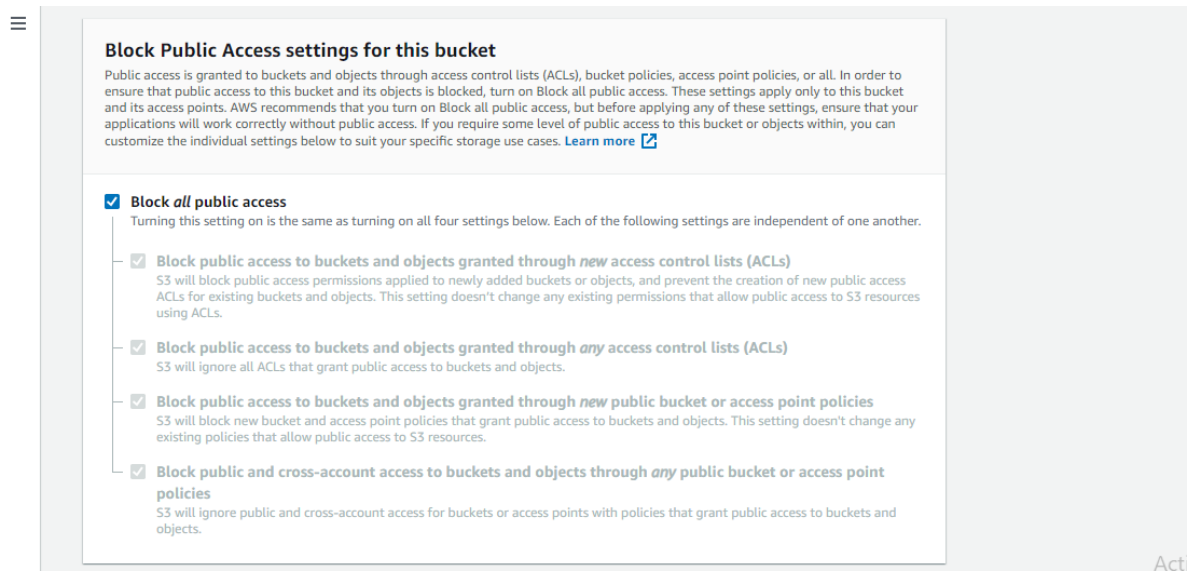 Block Public Access settings for this bucket
Public access is granted to buckets and objects through access control lists (ACLs), bucket policies, access point policies, or all. In order to
ensure that public access to this bucket and its objects is blocked, turn on Block all public access. These settings apply only to this bucket
and its access points. AWS recommends that you turn on Block all public access, but before applying any of these settings, ensure that your
applications will work correctly without public access. If you require some level of public access to this bucket or objects within, you can
customize the individual settings below to suit your specific storage use cases. Learn more
Block all public access
Turning this setting on is the same as turning on all four settings below. Each of the following settings are independent of one another.
Block public access to buckets and objects granted through new access control lists (ACLs)
S3 will block public access permissions applied to newly added buckets or objects, and prevent the creation of new public access
ACLs for existing buckets and objects. This setting doesn't change any existing permissions that allow public access to S3 resources
using ACLs.
Block public access to buckets and objects granted through any access control lists (ACLs)
S3 will ignore all ACLs that grant public access to buckets and objects.
Block public access to buckets and objects granted through new public bucket or access point policies
S3 will block new bucket and access point policies that grant public access to buckets and objects. This setting doesn't change any
existing policies that allow public access to S3 resources.
Block public and cross-account access to buckets and objects through any public bucket or access point
policies
S3 will ignore public and cross-account access for buckets or access points with policies that grant public access to buckets and
objects.
Acti